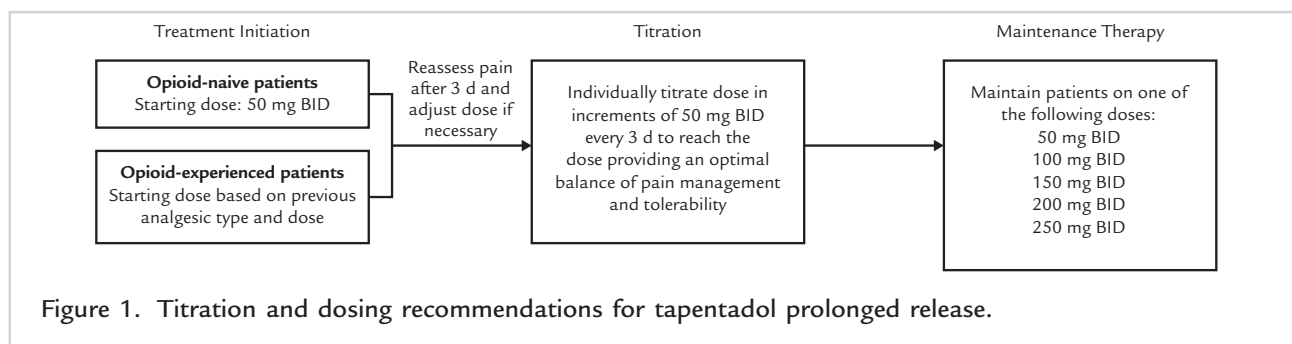 Treatment Initiation
Titration
Maintenance Therapy
Opioid-naive patients
Starting dose: 50 mg BID
Opioid-experienced patients
Starting dose based on previous
analgesic type and dose
Reassess pain
after 3 d and
adjust dose if
necessary
Individually titrate dose in
increments of 50 mg BID
every 3 d to reach the
dose providing an optimal
balance of pain management
and tolerability
Maintain patients on one of
the following doses:
50 mg BID
100 mg BID
150 mg BID
200 mg BID
250 mg BID
Figure 1. Titration and dosing recommendations for tapentadol prolonged release.